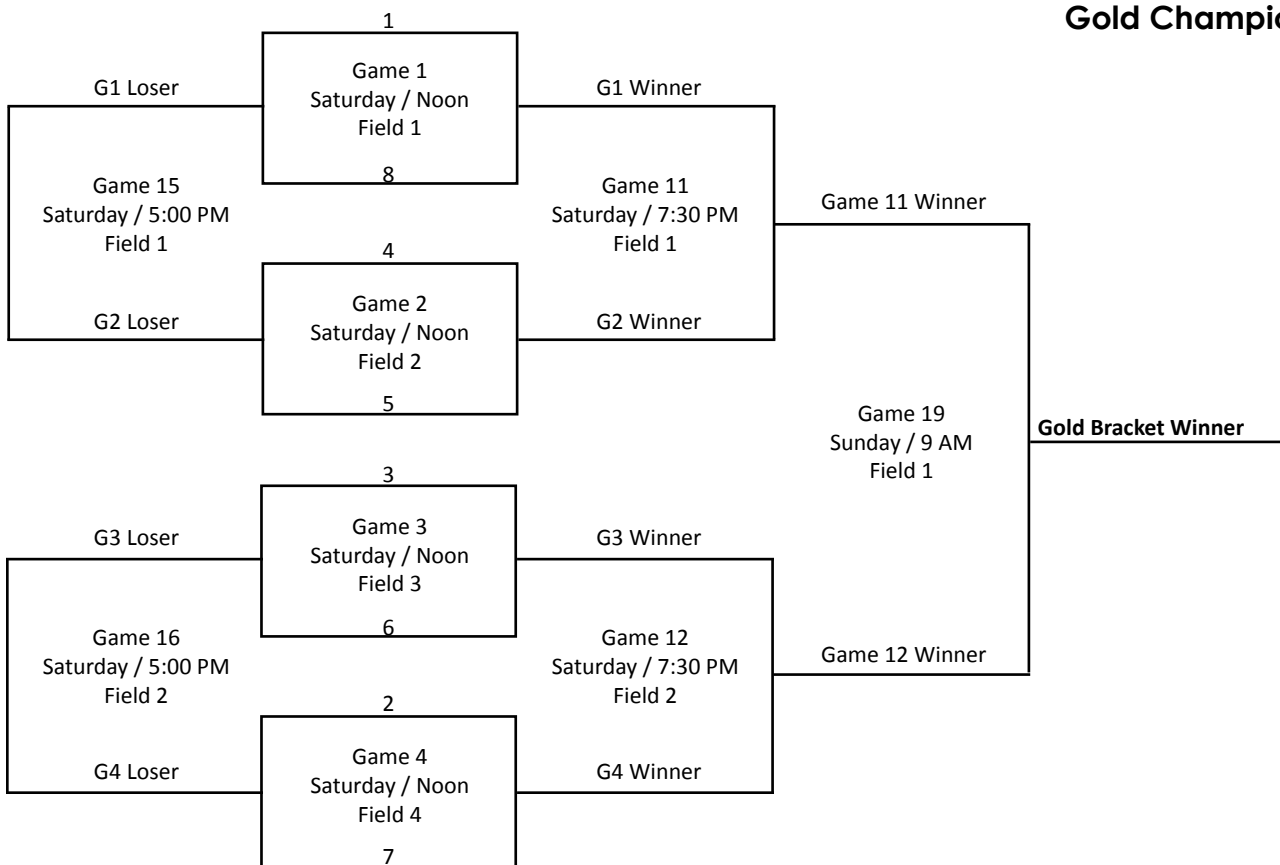 Gold Champio
1
Game 1
Saturday / Noon
Field 1
8
G1 Loser
G1 Winner
Game 15
Saturday / 5:00 PM
Field 1
Game 11
Saturday / 7:30 PM
Field 1
Game 11 Winner
4
Game 2
Saturday / Noon
Field 2
5
G2 Loser
G2 Winner
Game 19
Sunday / 9 AM
Field 1
Gold Bracket Winner
3
Game 3
Saturday / Noon
Field 3
6
G3 Loser
G3 Winner
Game 16
Saturday / 5:00 PM
Field 2
Game 12
Saturday / 7:30 PM
Field 2
Game 12 Winner
2
Game 4
Saturday / Noon
Field 4
7
G4 Loser
G4 Winner